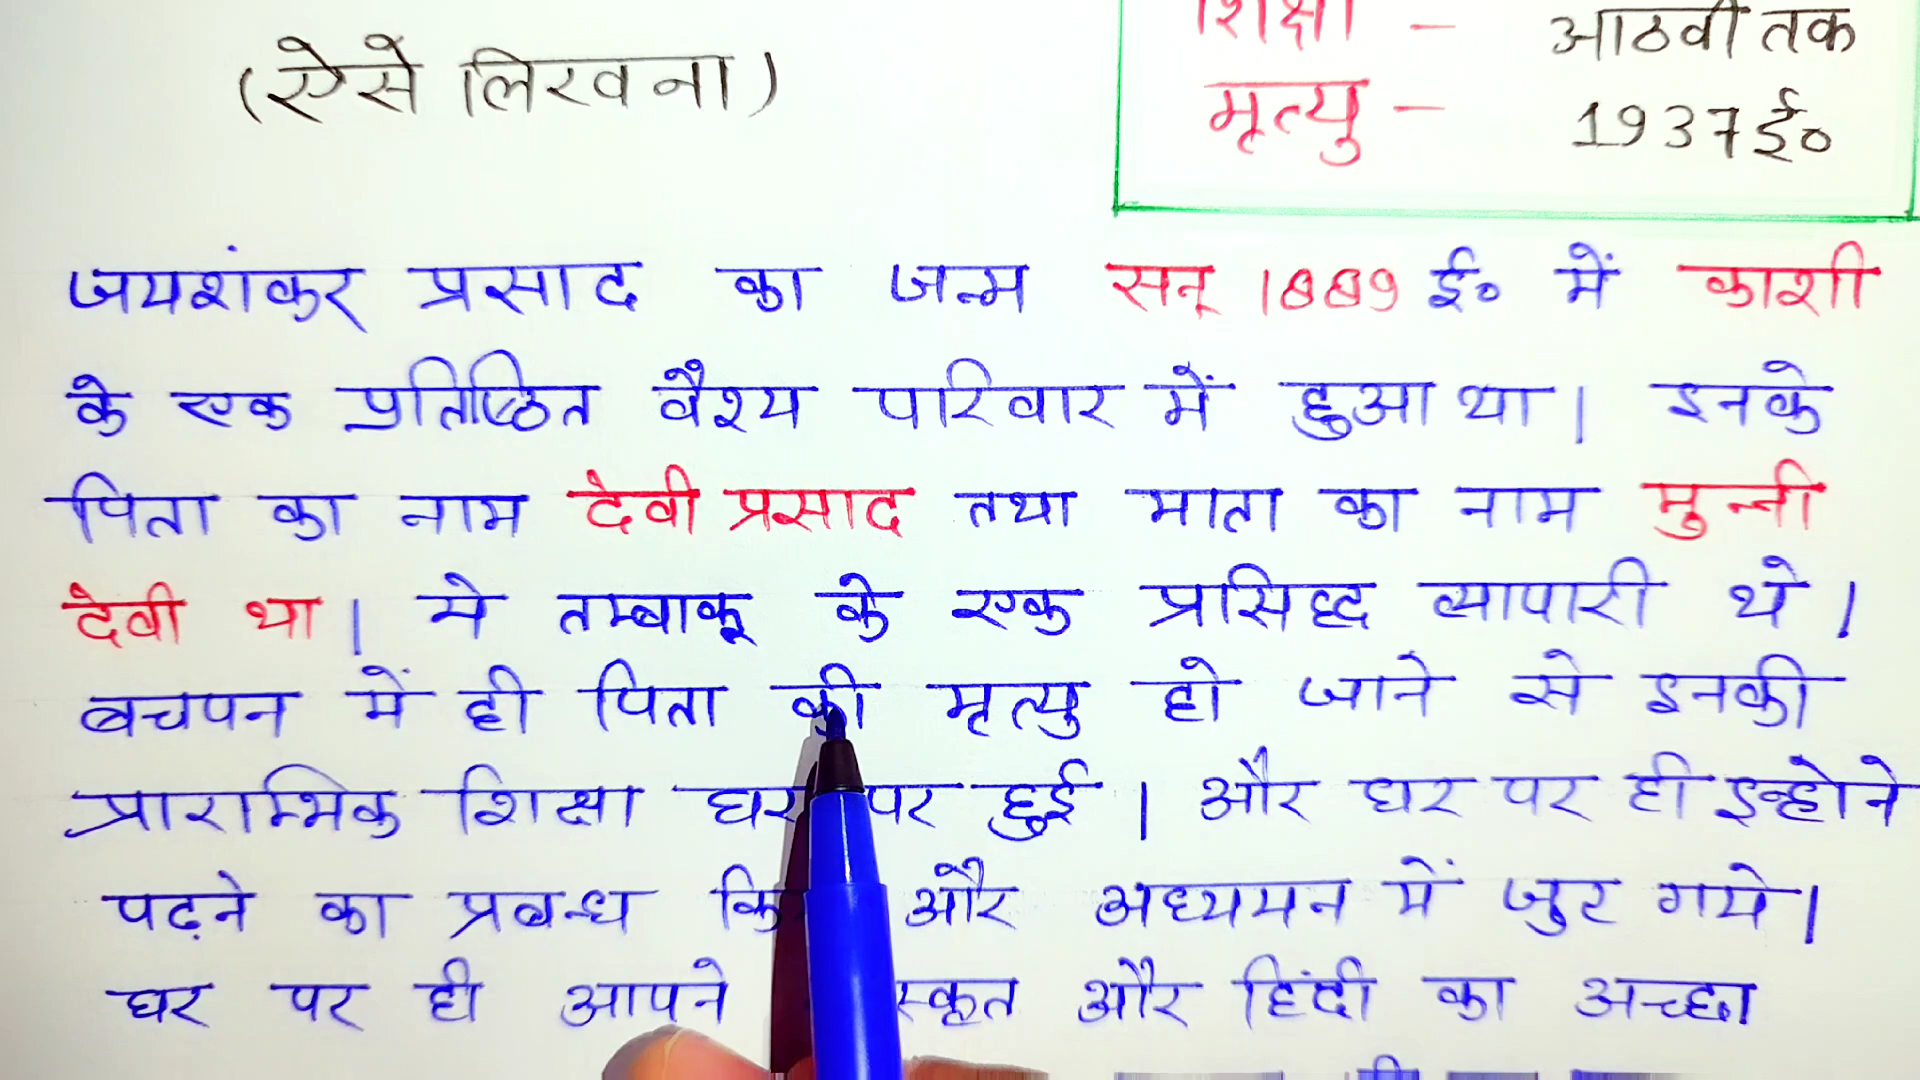 शिक्षा - आठवीं तक
(ऐसे लिखना)
मृत्यु - 1937ई०
जयशंकर प्रसाद का जन्म सन् 1889 ई० में काशी
के एक प्रतिष्ठित वैश्य परिवार में हुआ था। इनके
पिता का नाम देवी प्रसाद तथा माता का नाम मुन्नी
देवी था। ये तम्बाकू के एक प्रसिद्ध व्यापारी थे।
बचपन में ही पिता की मृत्यु हो जाने से इनकी
प्रारम्भिक शिक्षा घर पर हुई। और घर पर ही इन्होने
पढ़ने का प्रबन्ध और अध्ययन में जुट गये।
घर पर ही आपने और हिंदी का अच्छा